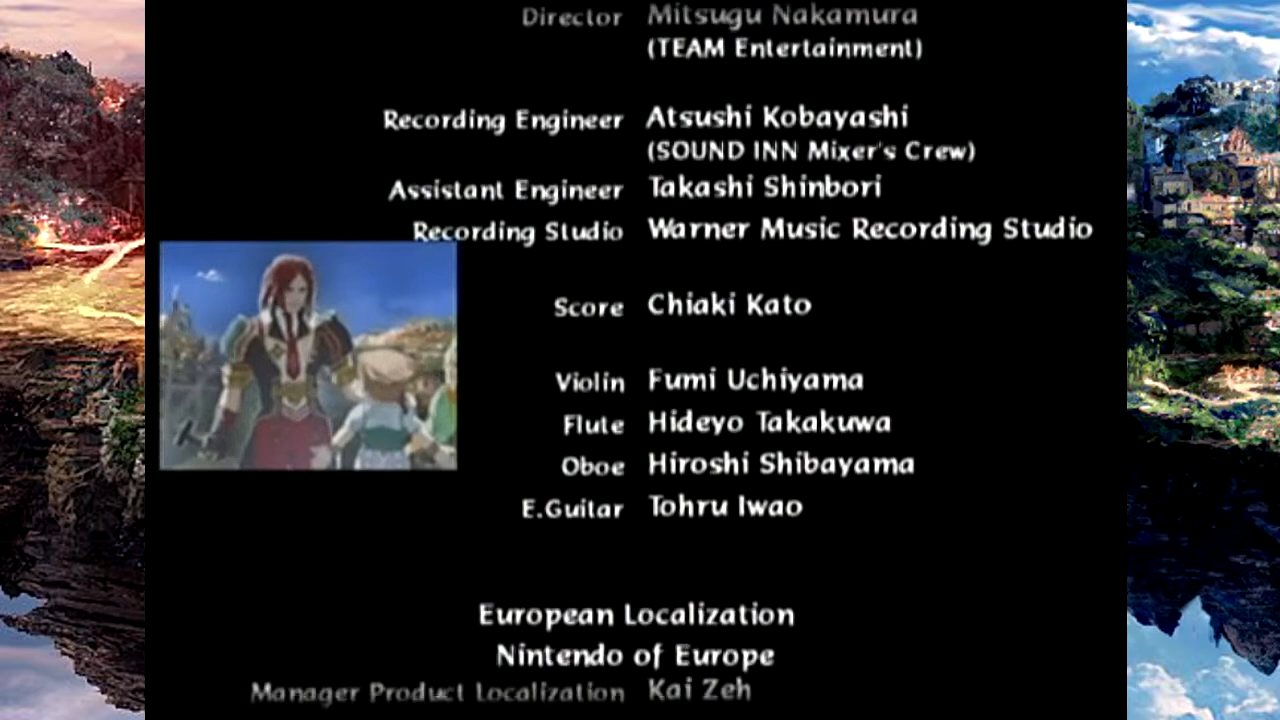 Director Mitsugu Nakamura
(TEAM Entertainment)
Recording Engineer Atsushi Kobayashi
(SOUND INN Mixer's Crew)
Assistant Engineer Takashi Shinbori
Recording Studio Warner Music Recording Studio
Score Chiaki Kato
Violin Fumi Uchiyama
Flute Hideyo Takakuwa
Oboe Hiroshi Shibayama
E.Guitar Tohru Iwao
European Localization
Nintendo of Europe
Manager Product Localization Kai Zeh